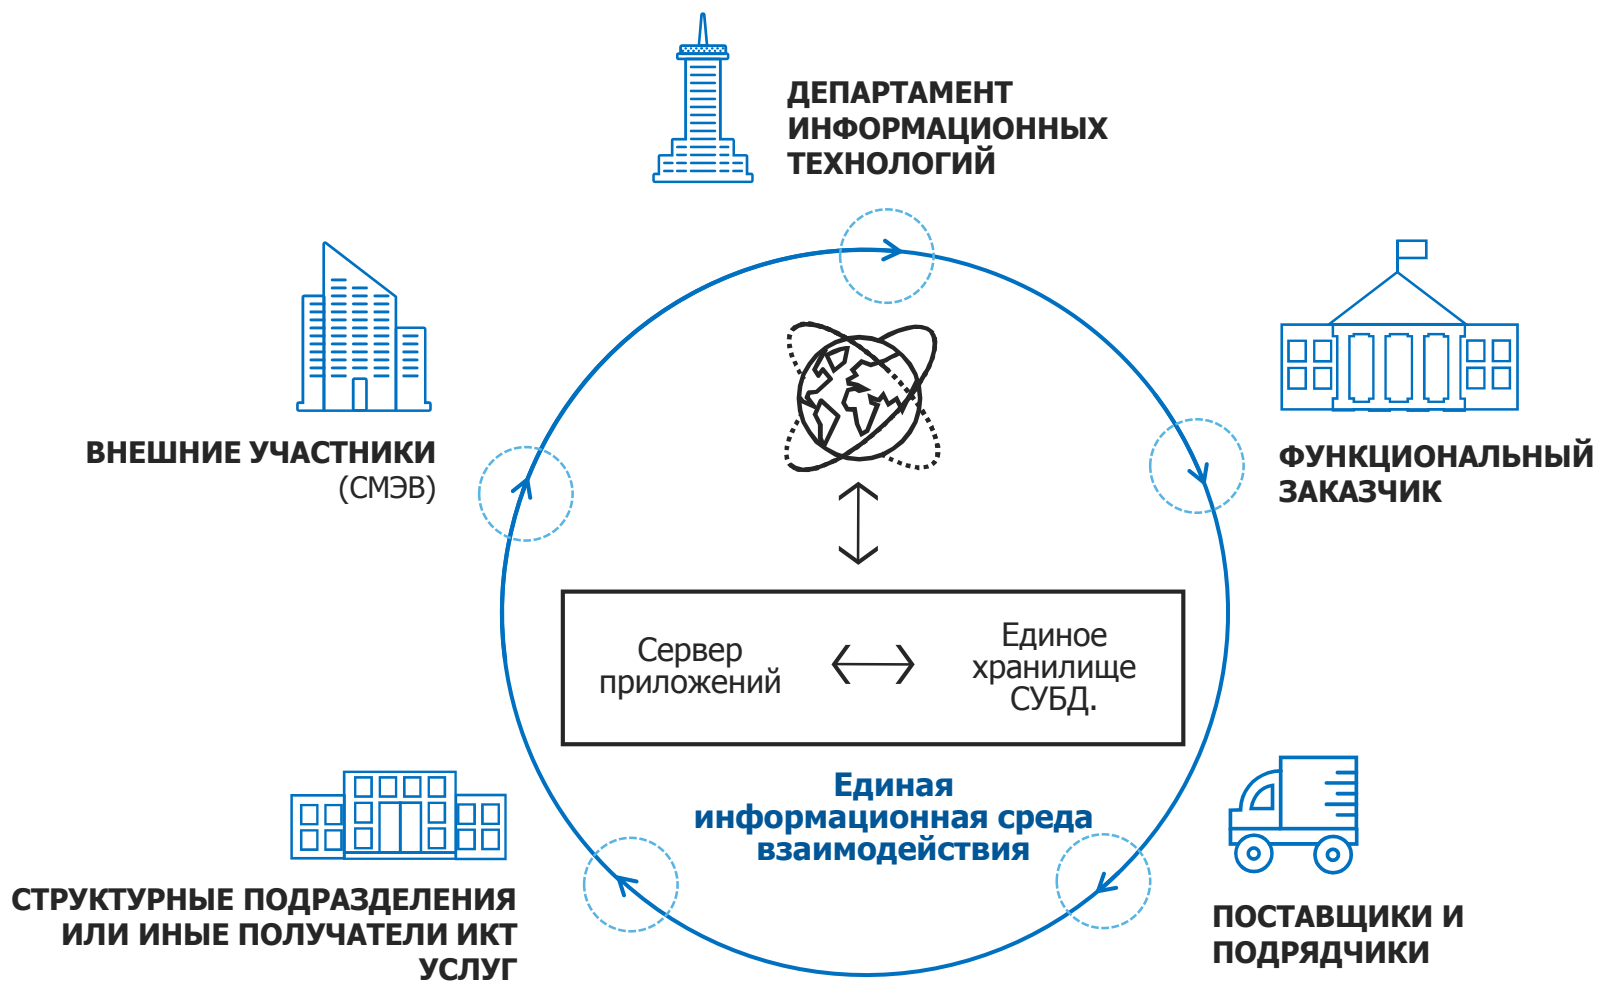 ДЕПАРТАМЕНТ
ИНФОРМАЦИОННЫХ
ТЕХНОЛОГИЙ
ВНЕШНИЕ УЧАСТНИКИ
(СМЭВ)
ФУНКЦИОНАЛЬНЫЙ
ЗАКАЗЧИК
Сервер
приложений
Единое
хранилище
СУБД.
Единая
информационная среда
взаимодействия
СТРУКТУРНЫЕ ПОДРАЗДЕЛЕНИЯ
ИЛИ ИНЫЕ ПОЛУЧАТЕЛИ ИКТ
УСЛУГ
ПОСТАВЩИКИ И
ПОДРЯДЧИКИ